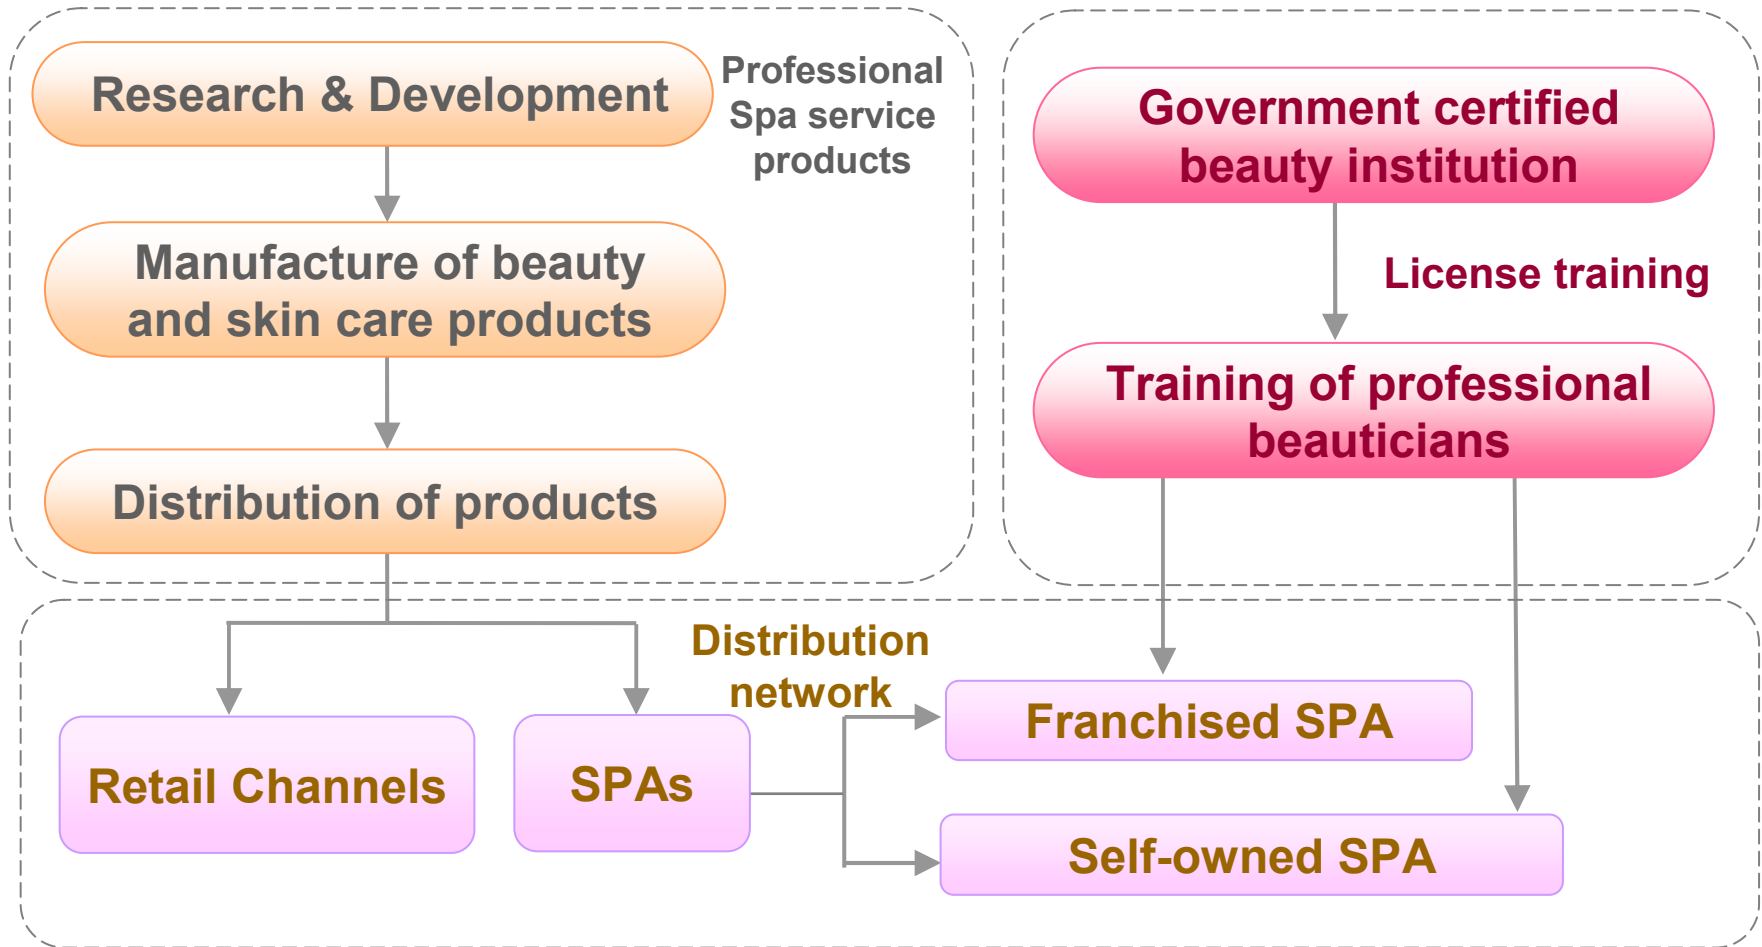 Research & Development
Professional
Spa service
products
Manufacture of beauty
and skin care products
Distribution of products
Government certified
beauty institution
License training
Training of professional
beauticians
Distribution
network
Retail Channels
SPAs
Franchised SPA
Self-owned SPA